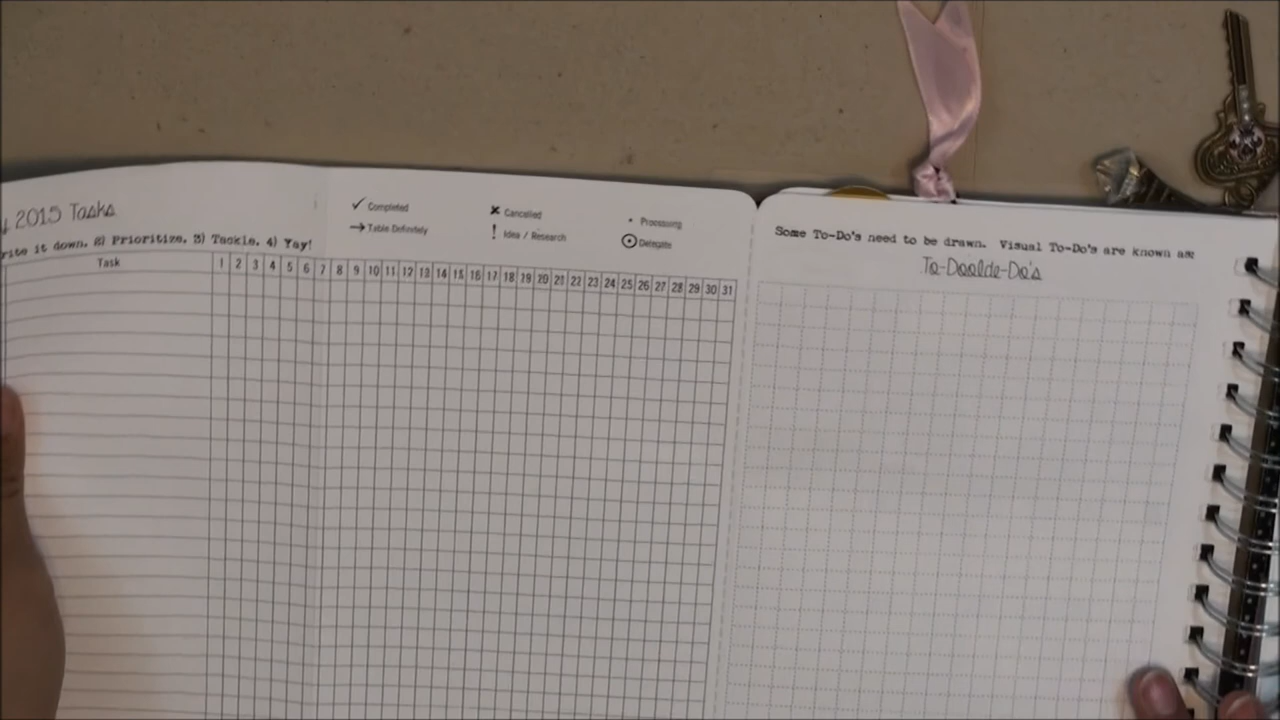 2015 Tasks
rite it down. 2) Prioritize. 3) Tackle. 4) Yay!
✓ Completed
✖ Cancelled
• Processing
→ Table Definitely
! Idea / Research
⊙ Delegate
Task 1 2 3 4 5 6 7 8 9 10 11 12 13 14 15 16 17 18 19 20 21 22 23 24 25 26 27 28 29 30 31
Some To-Do's need to be drawn. Visual To-Do's are known as:
To-Doodle-Do's